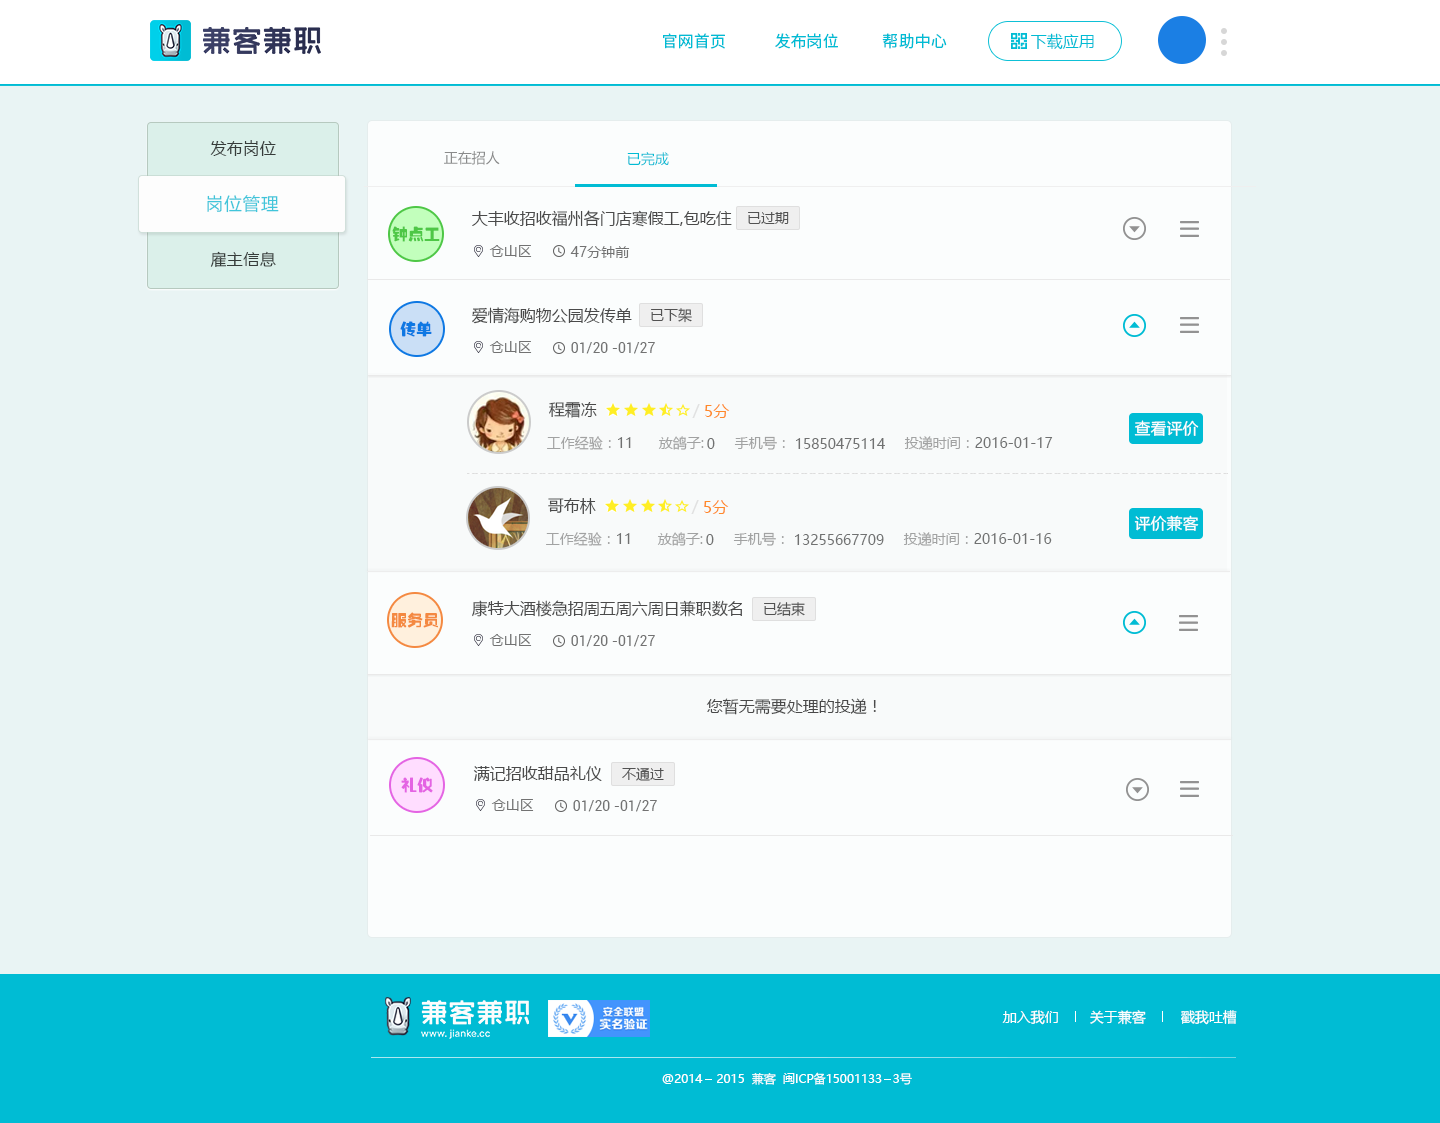 兼客兼职 官网首页 发布岗位 帮助中心 下载应用
发布岗位
岗位管理
雇主信息
正在招人 已完成
钟点工
大丰收招收福州各门店寒假工,包吃住 已过期
仓山区 47分钟前
传单
爱情海购物公园发传单 已下架
仓山区 01/20 -01/27
程霜冻 / 5分
工作经验：11 放鸽子:0 手机号： 15850475114 投递时间：2016-01-17
查看评价
哥布林 / 5分
工作经验：11 放鸽子:0 手机号： 13255667709 投递时间：2016-01-16
评价兼客
服务员
康特大酒楼急招周五周六周日兼职数名 已结束
仓山区 01/20 -01/27
您暂无需要处理的投递！
礼仪
满记招收甜品礼仪 不通过
仓山区 01/20 -01/27
兼客兼职
www.jianke.cc
安全联盟
实名验证
加入我们 | 关于兼客 | 戳我吐槽
@2014－2015 兼客 闽ICP备15001133－3号